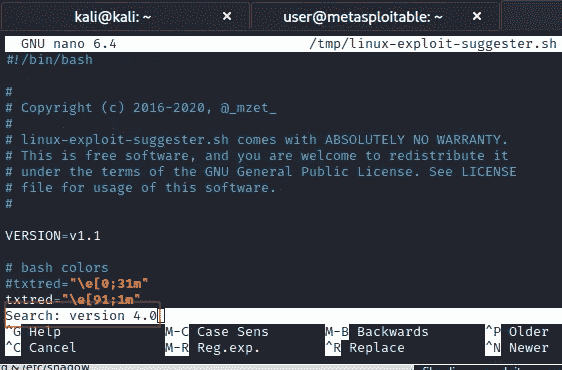 kali@kali: ~ × user@metasploitable: ~ ×
GNU nano 6.4 /tmp/linux-exploit-suggester.sh
#!/bin/bash
#
# Copyright (c) 2016-2020, @_mzet_
#
# linux-exploit-suggester.sh comes with ABSOLUTELY NO WARRANTY.
# This is free software, and you are welcome to redistribute it
# under the terms of the GNU General Public License. See LICENSE
# file for usage of this software.
#
VERSION=v1.1
# bash colors
#txtred="\e[0;31m"
txtred="\e[91;1m"
Search: version 4.0
^G Help M-C Case Sens M-B Backwards ^P Older
^C Cancel M-R Reg.exp. ^R Replace ^N Newer